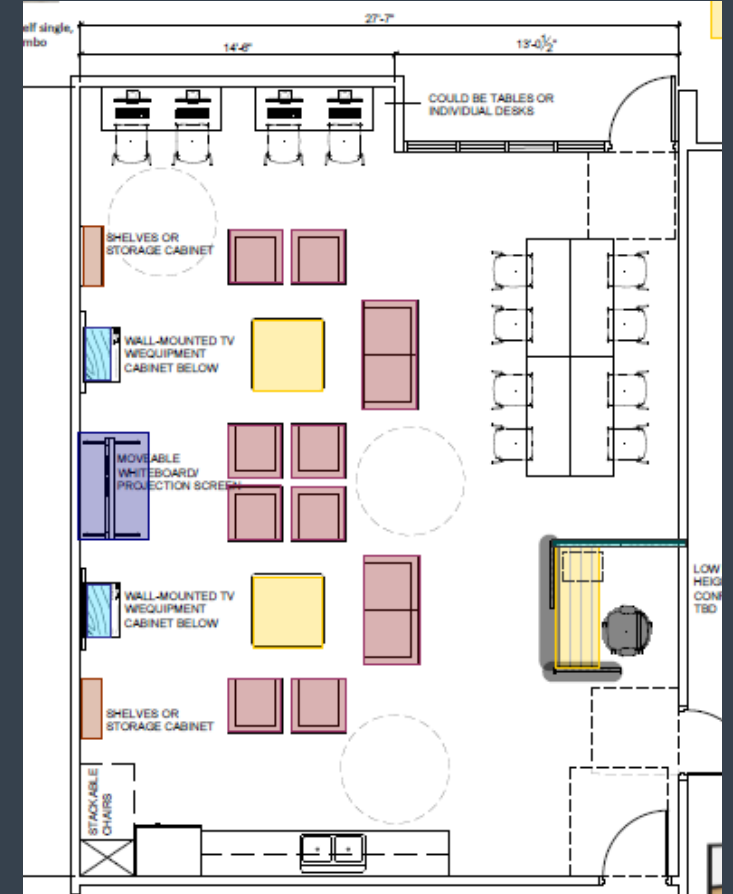 elf single,
mbo
27'-7"
14'-6"
13'-0½"
COULD BE TABLES OR
INDIVIDUAL DESKS
SHELVES OR
STORAGE CABINET
WALL-MOUNTED TV
W/EQUIPMENT
CABINET BELOW
MOVEABLE
WHITEBOARD/
PROJECTION SCREEN
WALL-MOUNTED TV
W/EQUIPMENT
CABINET BELOW
LOW
HEIG
CONF
TBD
SHELVES OR
STORAGE CABINET
STACKABLE
CHAIRS